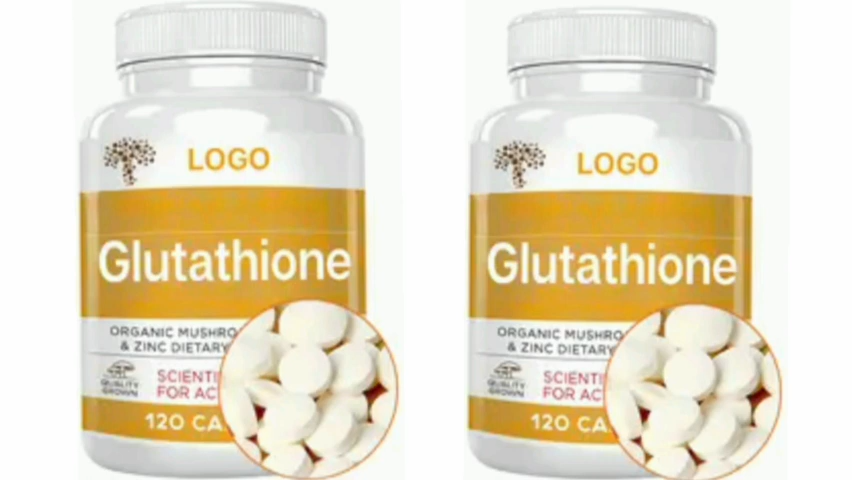 LOGO
Glutathione
ORGANIC MUSHRO
& ZINC DIETARY
QUALITY
GROWN
SCIENTI
FOR AC
120 CA
LOGO
Glutathione
ORGANIC MUSHRO
& ZINC DIETARY
QUALITY
GROWN
SCIENTI
FOR AC
120 CA